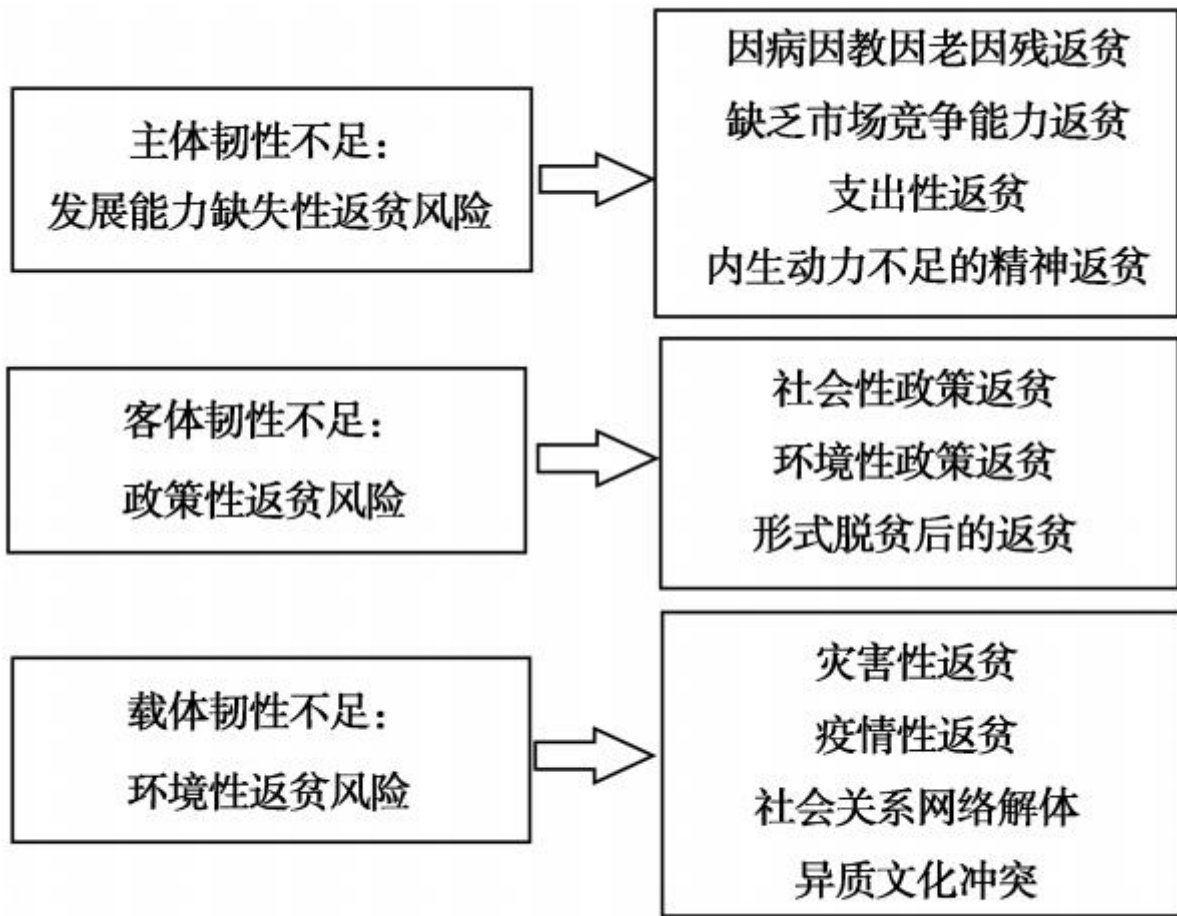 主体韧性不足：
发展能力缺失性返贫风险
因病因教因老因残返贫
缺乏市场竞争能力返贫
支出性返贫
内生动力不足的精神返贫
客体韧性不足：
政策性返贫风险
社会性政策返贫
环境性政策返贫
形式脱贫后的返贫
载体韧性不足：
环境性返贫风险
灾害性返贫
疫情性返贫
社会关系网络解体
异质文化冲突